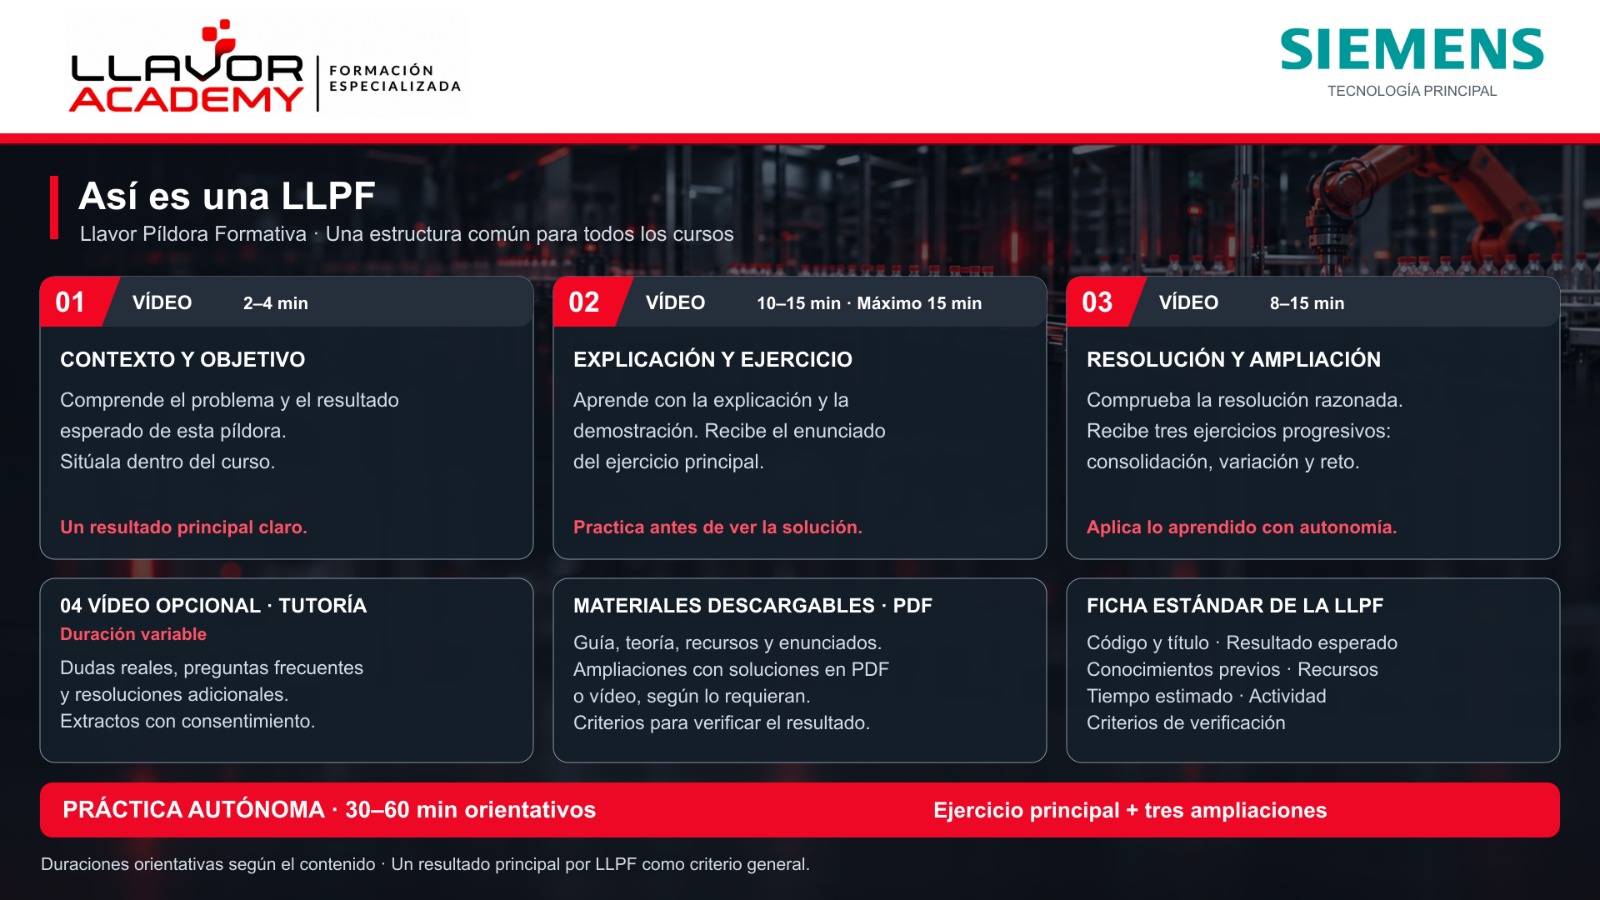 LLAVOR
ACADEMY
FORMACIÓN
ESPECIALIZADA
SIEMENS
TECNOLOGÍA PRINCIPAL
Así es una LLPF
Llavor Píldora Formativa · Una estructura común para todos los cursos
01 VÍDEO 2–4 min
CONTEXTO Y OBJETIVO
Comprende el problema y el resultado
esperado de esta píldora.
Sitúala dentro del curso.
Un resultado principal claro.
02 VÍDEO 10–15 min · Máximo 15 min
EXPLICACIÓN Y EJERCICIO
Aprende con la explicación y la
demostración. Recibe el enunciado
del ejercicio principal.
Practica antes de ver la solución.
03 VÍDEO 8–15 min
RESOLUCIÓN Y AMPLIACIÓN
Comprueba la resolución razonada.
Recibe tres ejercicios progresivos:
consolidación, variación y reto.
Aplica lo aprendido con autonomía.
04 VÍDEO OPCIONAL · TUTORÍA
Duración variable
Dudas reales, preguntas frecuentes
y resoluciones adicionales.
Extractos con consentimiento.
MATERIALES DESCARGABLES · PDF
Guía, teoría, recursos y enunciados.
Ampliaciones con soluciones en PDF
o vídeo, según lo requieran.
Criterios para verificar el resultado.
FICHA ESTÁNDAR DE LA LLPF
Código y título · Resultado esperado
Conocimientos previos · Recursos
Tiempo estimado · Actividad
Criterios de verificación
PRÁCTICA AUTÓNOMA · 30–60 min orientativos
Ejercicio principal + tres ampliaciones
Duraciones orientativas según el contenido · Un resultado principal por LLPF como criterio general.